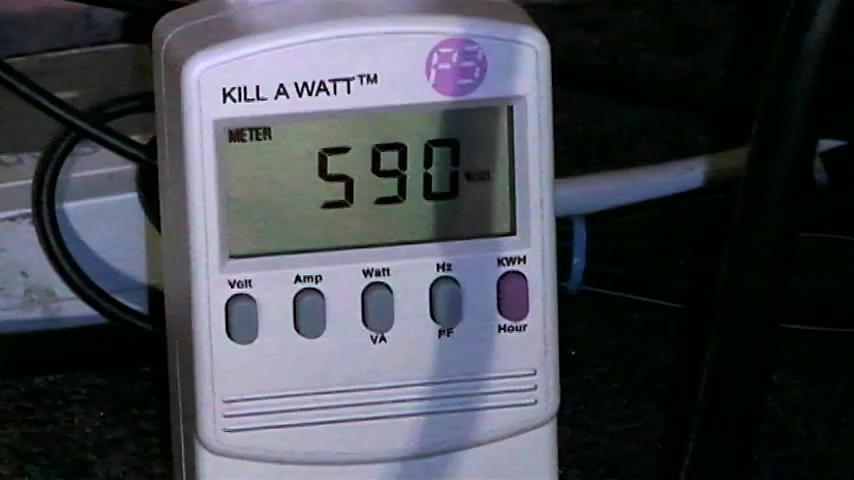 P3
KILL A WATT™
METER
590
Volt Amp Watt Hz KWH
VA PF Hour